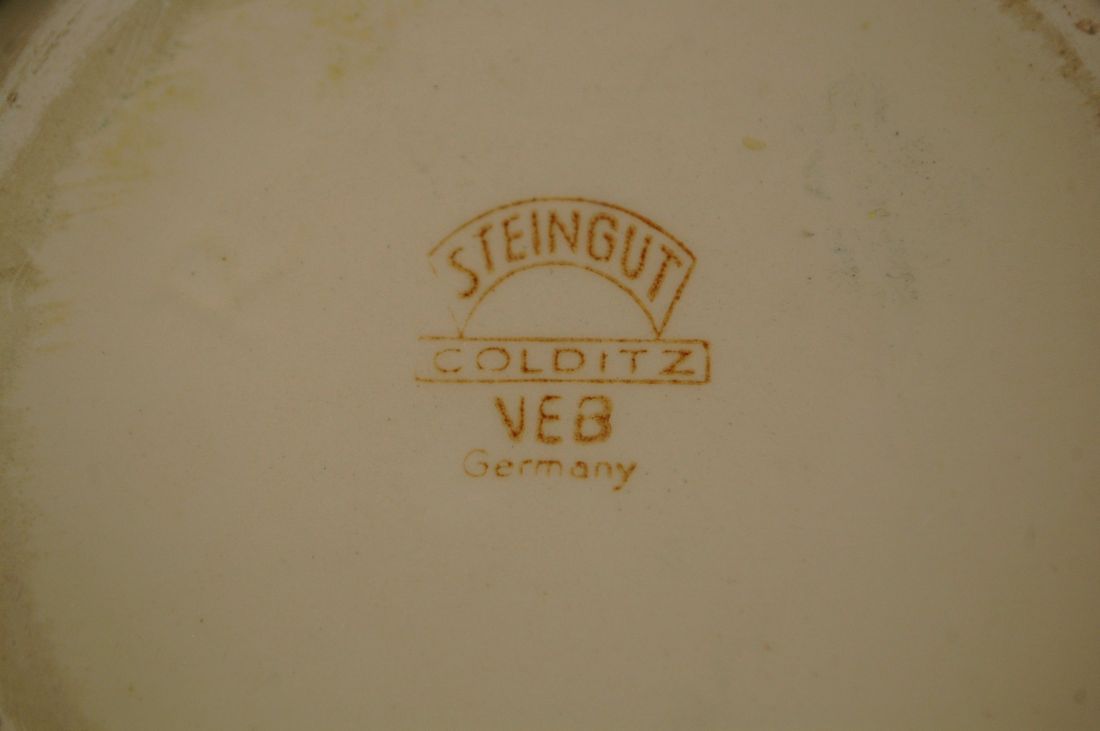 STEINGUT
COLDITZ
VEB
Germany